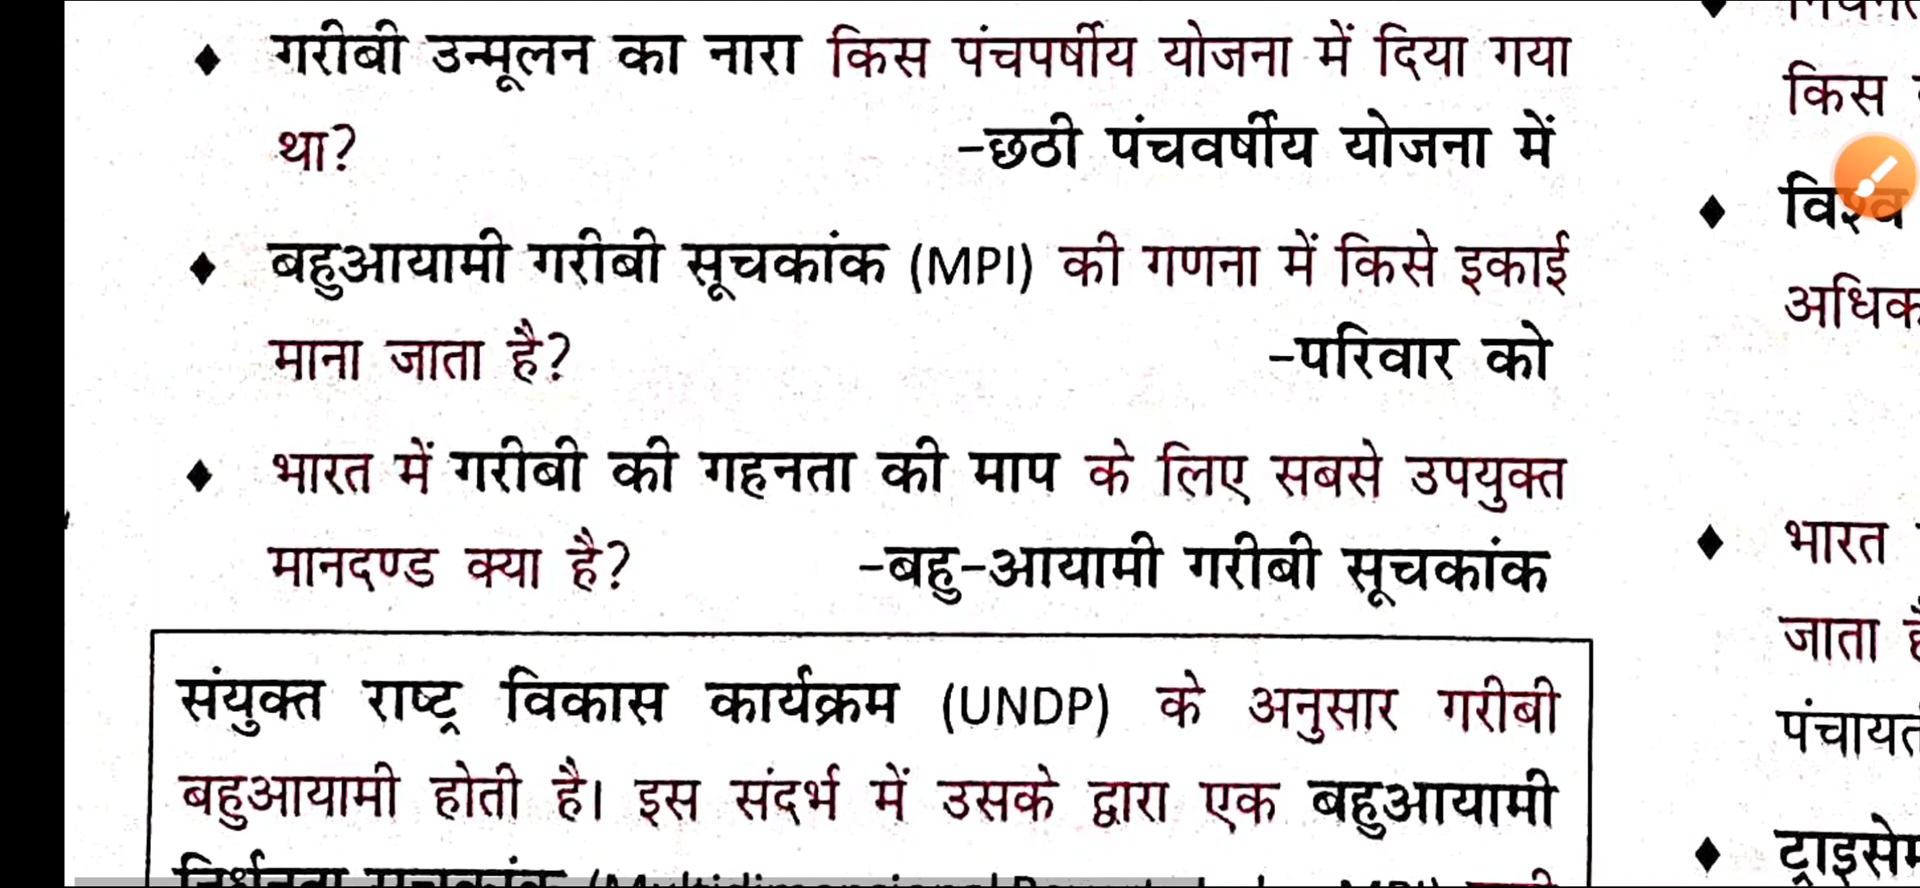 ♦ गरीबी उन्मूलन का नारा किस पंचपर्षीय योजना में दिया गया
था? -छठी पंचवर्षीय योजना में
♦ बहुआयामी गरीबी सूचकांक (MPI) की गणना में किसे इकाई
माना जाता है? -परिवार को
♦ भारत में गरीबी की गहनता की माप के लिए सबसे उपयुक्त
मानदण्ड क्या है? -बहु-आयामी गरीबी सूचकांक
संयुक्त राष्ट्र विकास कार्यक्रम (UNDP) के अनुसार गरीबी
बहुआयामी होती है। इस संदर्भ में उसके द्वारा एक बहुआयामी
किस
♦ विश्व
अधिक
♦ भारत
जाता